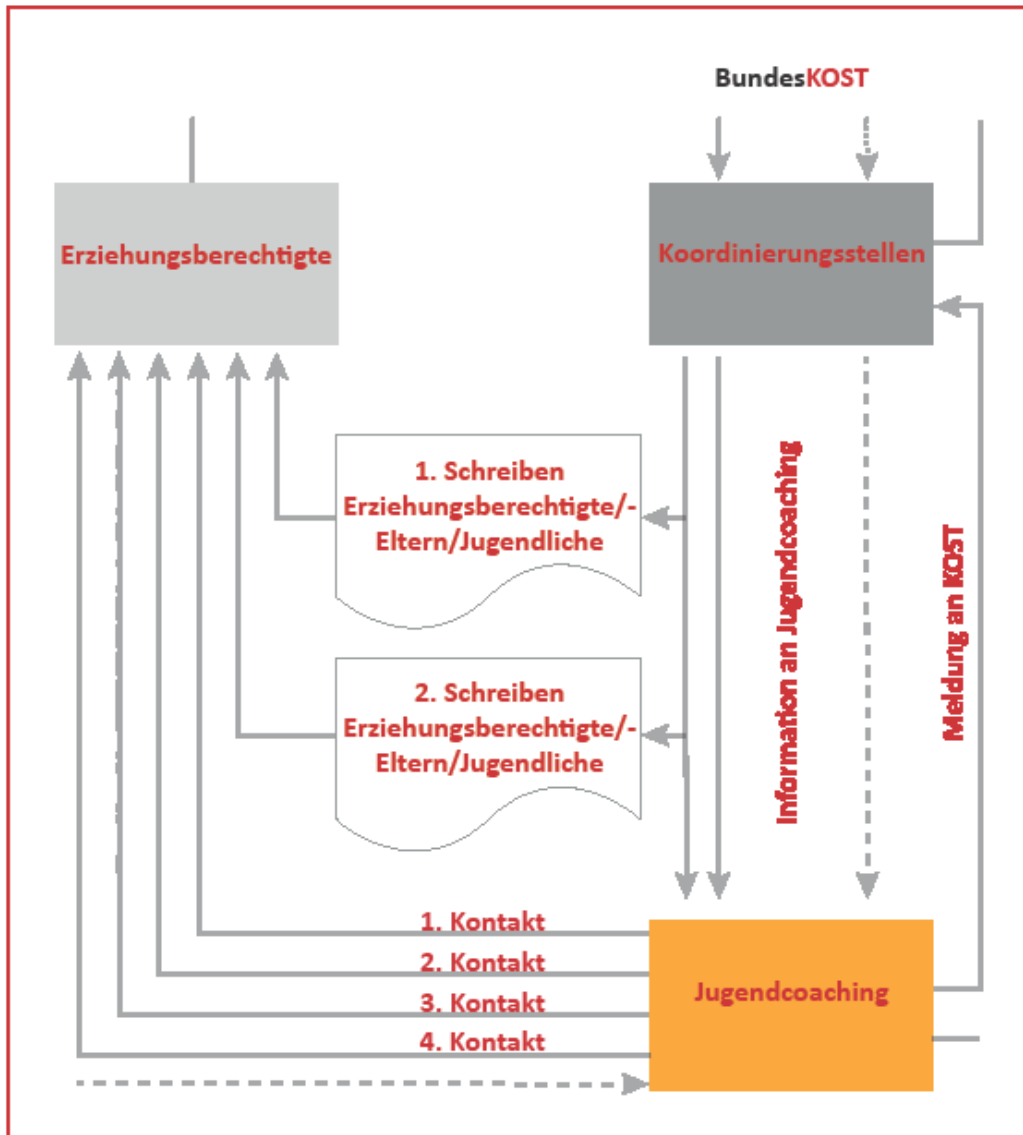 BundesKOST
Erziehungsberechtigte
Koordinierungsstellen
1. Schreiben
Erziehungsberechtigte/-
Eltern/Jugendliche
2. Schreiben
Erziehungsberechtigte/-
Eltern/Jugendliche
Information an Jugandcoaching
Meldung an KOST
1. Kontakt
2. Kontakt
3. Kontakt
4. Kontakt
Jugendcoaching